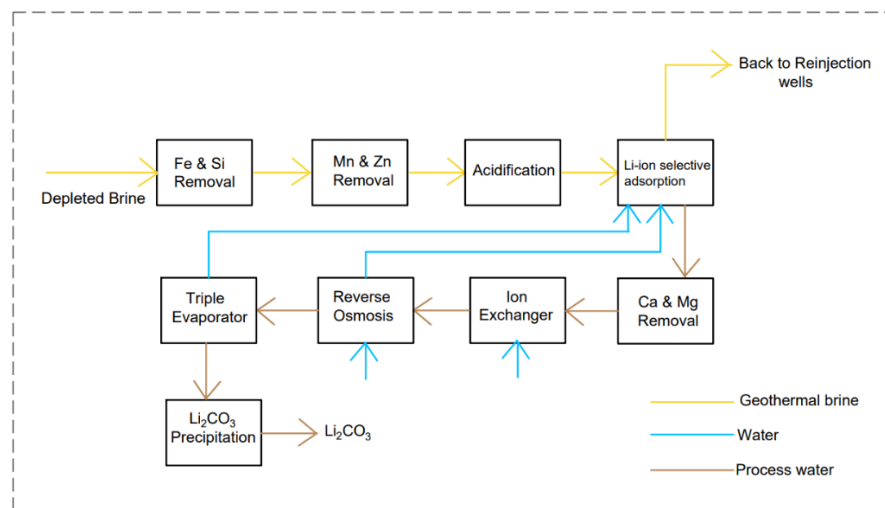 Back to Reinjection
wells
Fe & Si
Removal
Mn & Zn
Removal
Acidification
Li-ion selective
adsorption
Depleted Brine
Triple
Evaporator
Reverse
Osmosis
Ion
Exchanger
Ca & Mg
Removal
Li₂CO₃
Precipitation
Li₂CO₃
Geothermal brine
Water
Process water